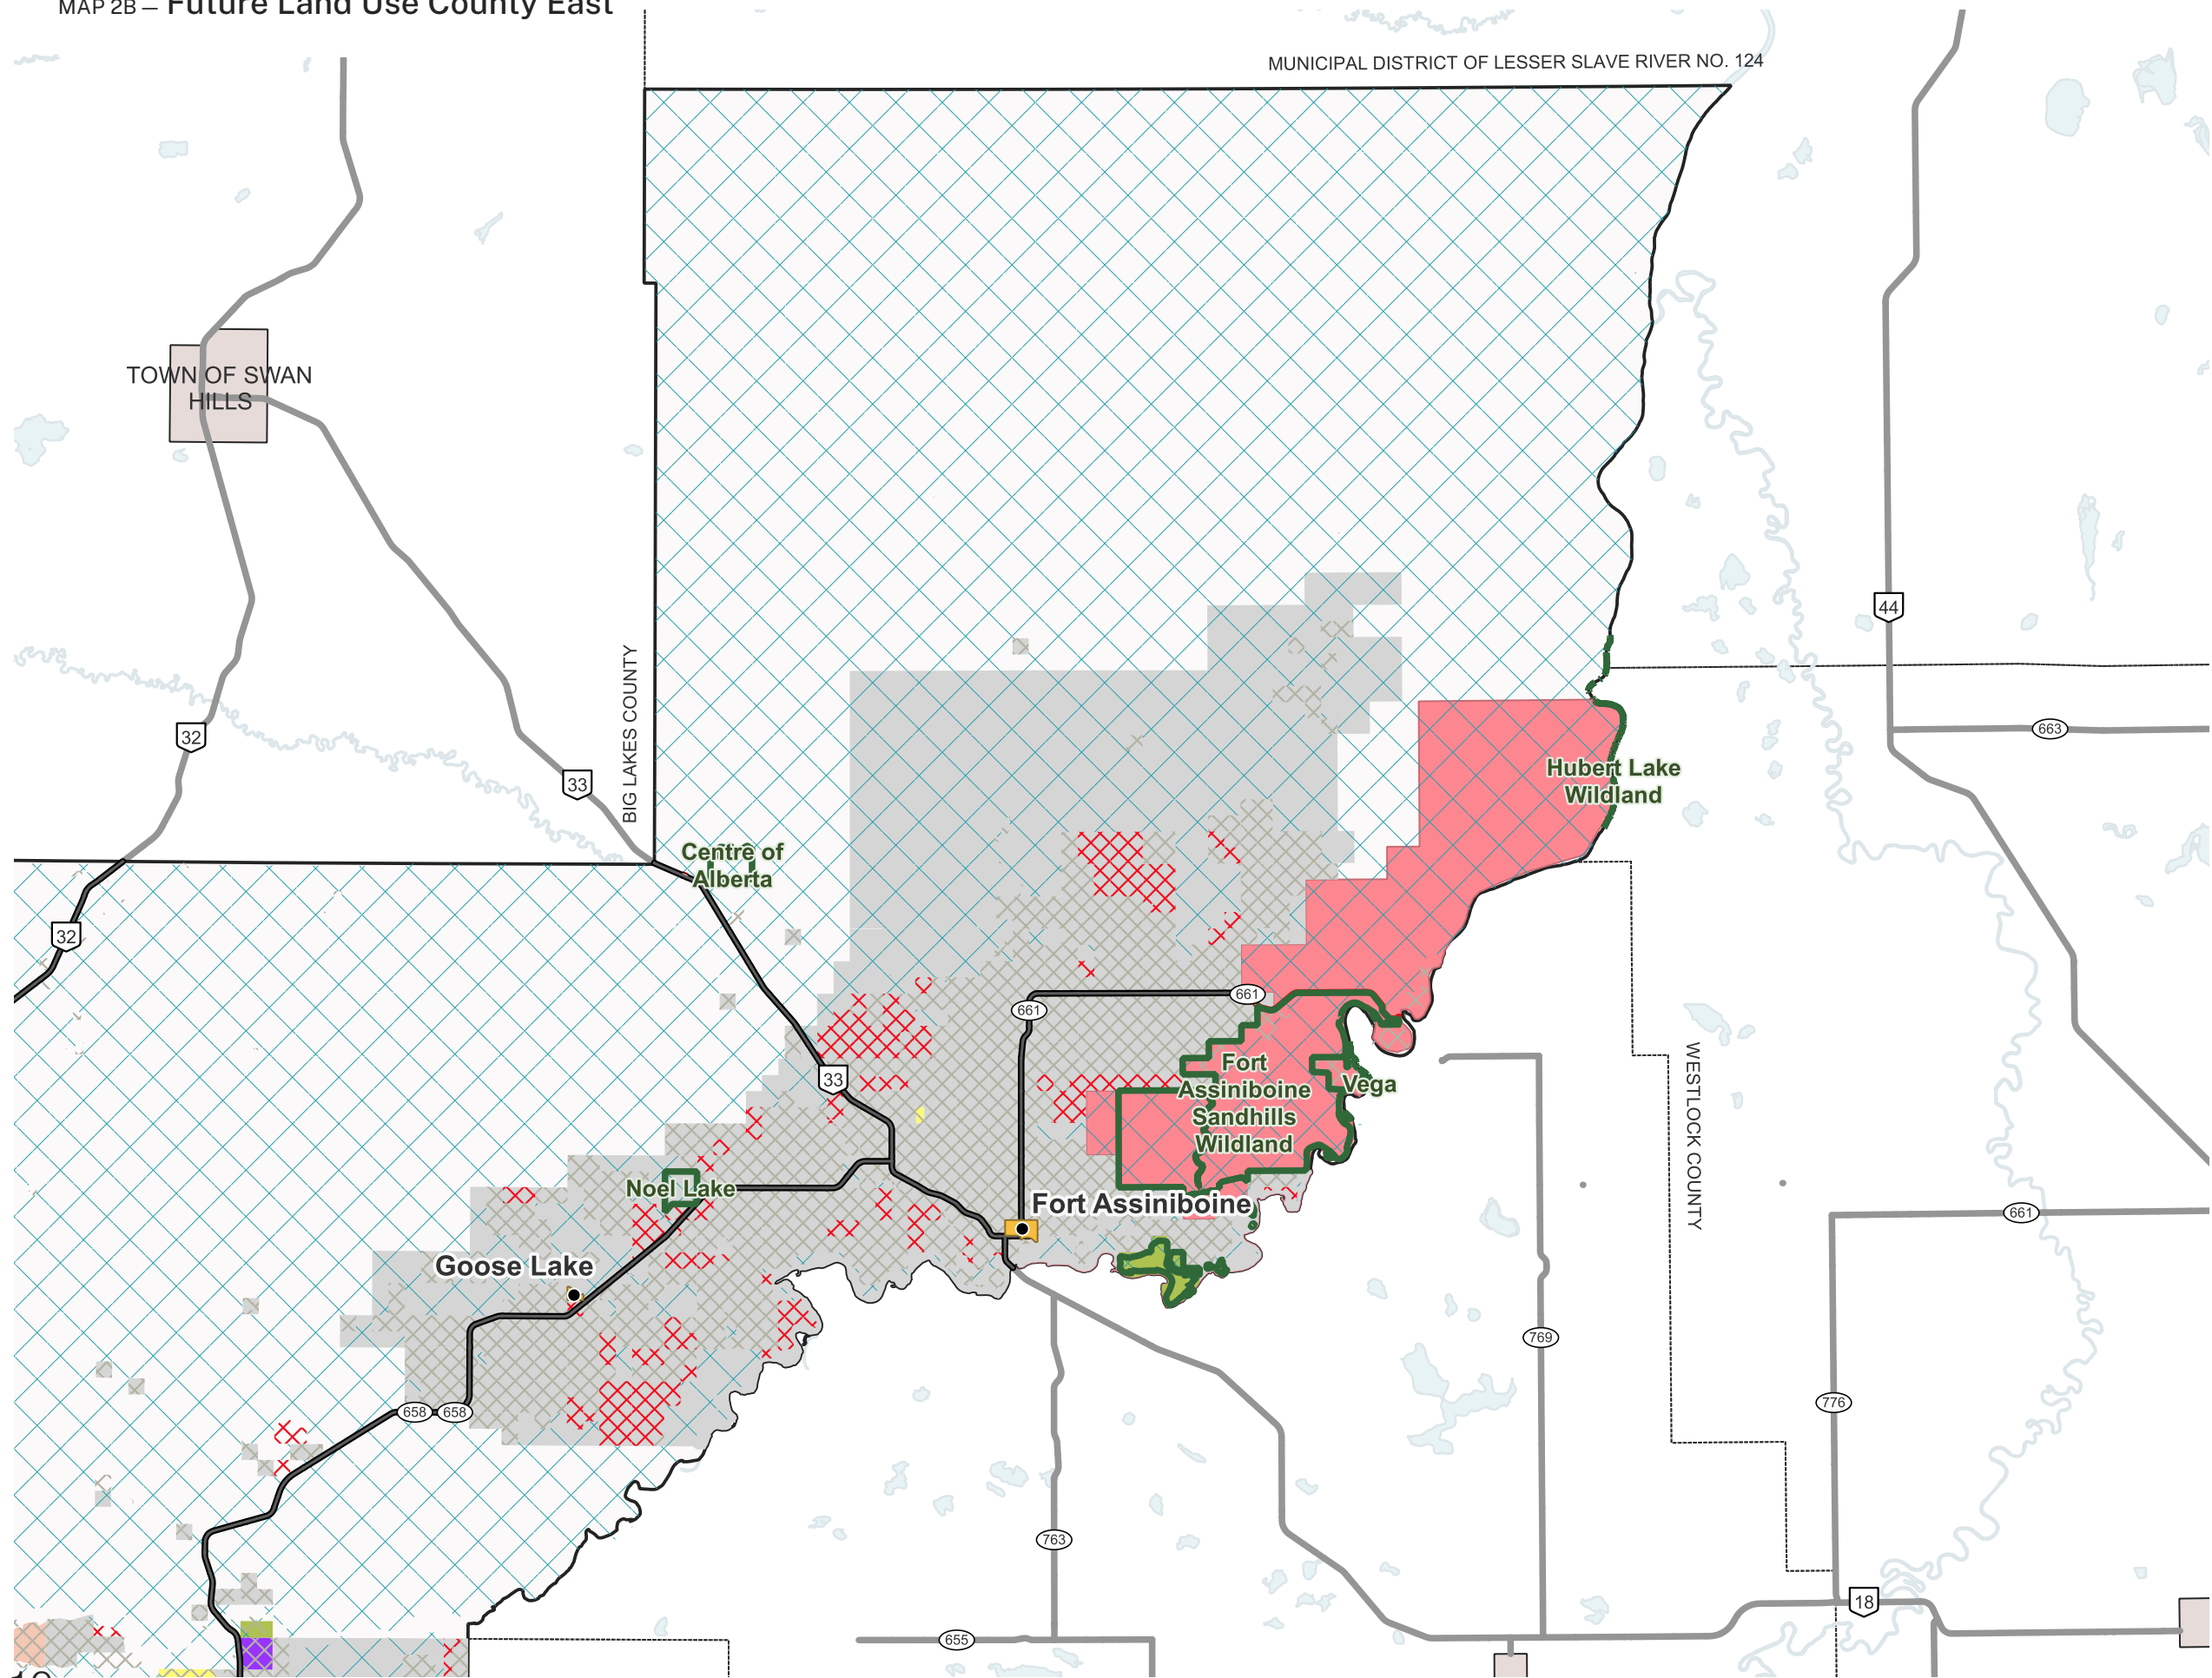 MAP 2B — Future Land Use County East
MUNICIPAL DISTRICT OF LESSER SLAVE RIVER NO. 124
TOWN OF SWAN
HILLS
44
BIG LAKES COUNTY
32
663
33
Hubert Lake
Wildland
Centre of
Alberta
32
661
661
33
Fort
Assiniboine
Sandhills
Wildland
Vega
WESTLOCK COUNTY
Noel Lake
Fort Assiniboine
661
Goose Lake
769
658
658
776
763
18
655